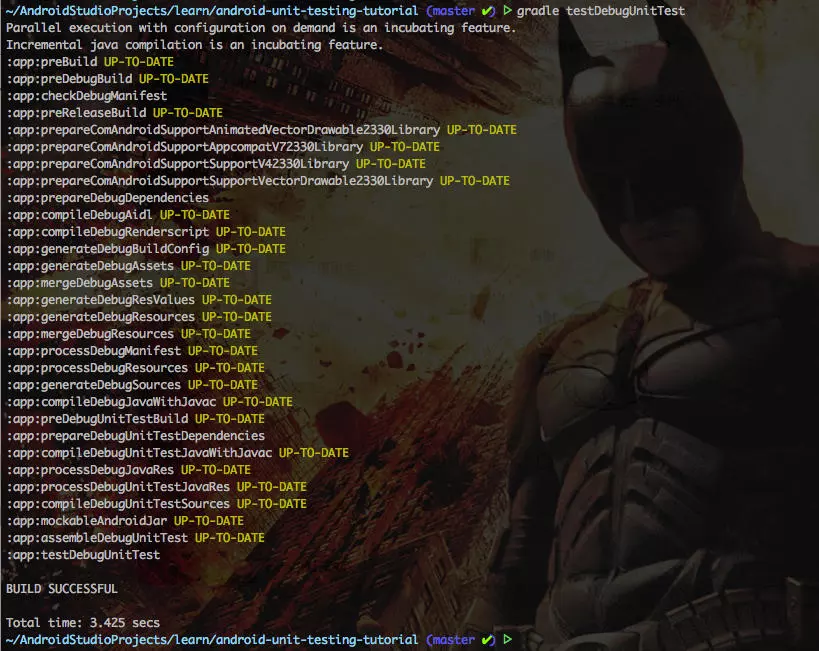 ~/AndroidStudioProjects/learn/android-unit-testing-tutorial (master ✔) ▷ gradle testDebugUnitTest
Parallel execution with configuration on demand is an incubating feature.
Incremental java compilation is an incubating feature.
:app:preBuild UP-TO-DATE
:app:preDebugBuild UP-TO-DATE
:app:checkDebugManifest
:app:preReleaseBuild UP-TO-DATE
:app:prepareComAndroidSupportAnimatedVectorDrawable2330Library UP-TO-DATE
:app:prepareComAndroidSupportAppcompatV72330Library UP-TO-DATE
:app:prepareComAndroidSupportSupportV42330Library UP-TO-DATE
:app:prepareComAndroidSupportSupportVectorDrawable2330Library UP-TO-DATE
:app:prepareDebugDependencies
:app:compileDebugAidl UP-TO-DATE
:app:compileDebugRenderscript UP-TO-DATE
:app:generateDebugBuildConfig UP-TO-DATE
:app:generateDebugAssets UP-TO-DATE
:app:mergeDebugAssets UP-TO-DATE
:app:generateDebugResValues UP-TO-DATE
:app:generateDebugResources UP-TO-DATE
:app:mergeDebugResources UP-TO-DATE
:app:processDebugManifest UP-TO-DATE
:app:processDebugResources UP-TO-DATE
:app:generateDebugSources UP-TO-DATE
:app:compileDebugJavaWithJavac UP-TO-DATE
:app:preDebugUnitTestBuild UP-TO-DATE
:app:prepareDebugUnitTestDependencies
:app:compileDebugUnitTestJavaWithJavac UP-TO-DATE
:app:processDebugJavaRes UP-TO-DATE
:app:processDebugUnitTestJavaRes UP-TO-DATE
:app:compileDebugUnitTestSources UP-TO-DATE
:app:mockableAndroidJar UP-TO-DATE
:app:assembleDebugUnitTest UP-TO-DATE
:app:testDebugUnitTest
BUILD SUCCESSFUL
Total time: 3.425 secs
~/AndroidStudioProjects/learn/android-unit-testing-tutorial (master ✔) ▷